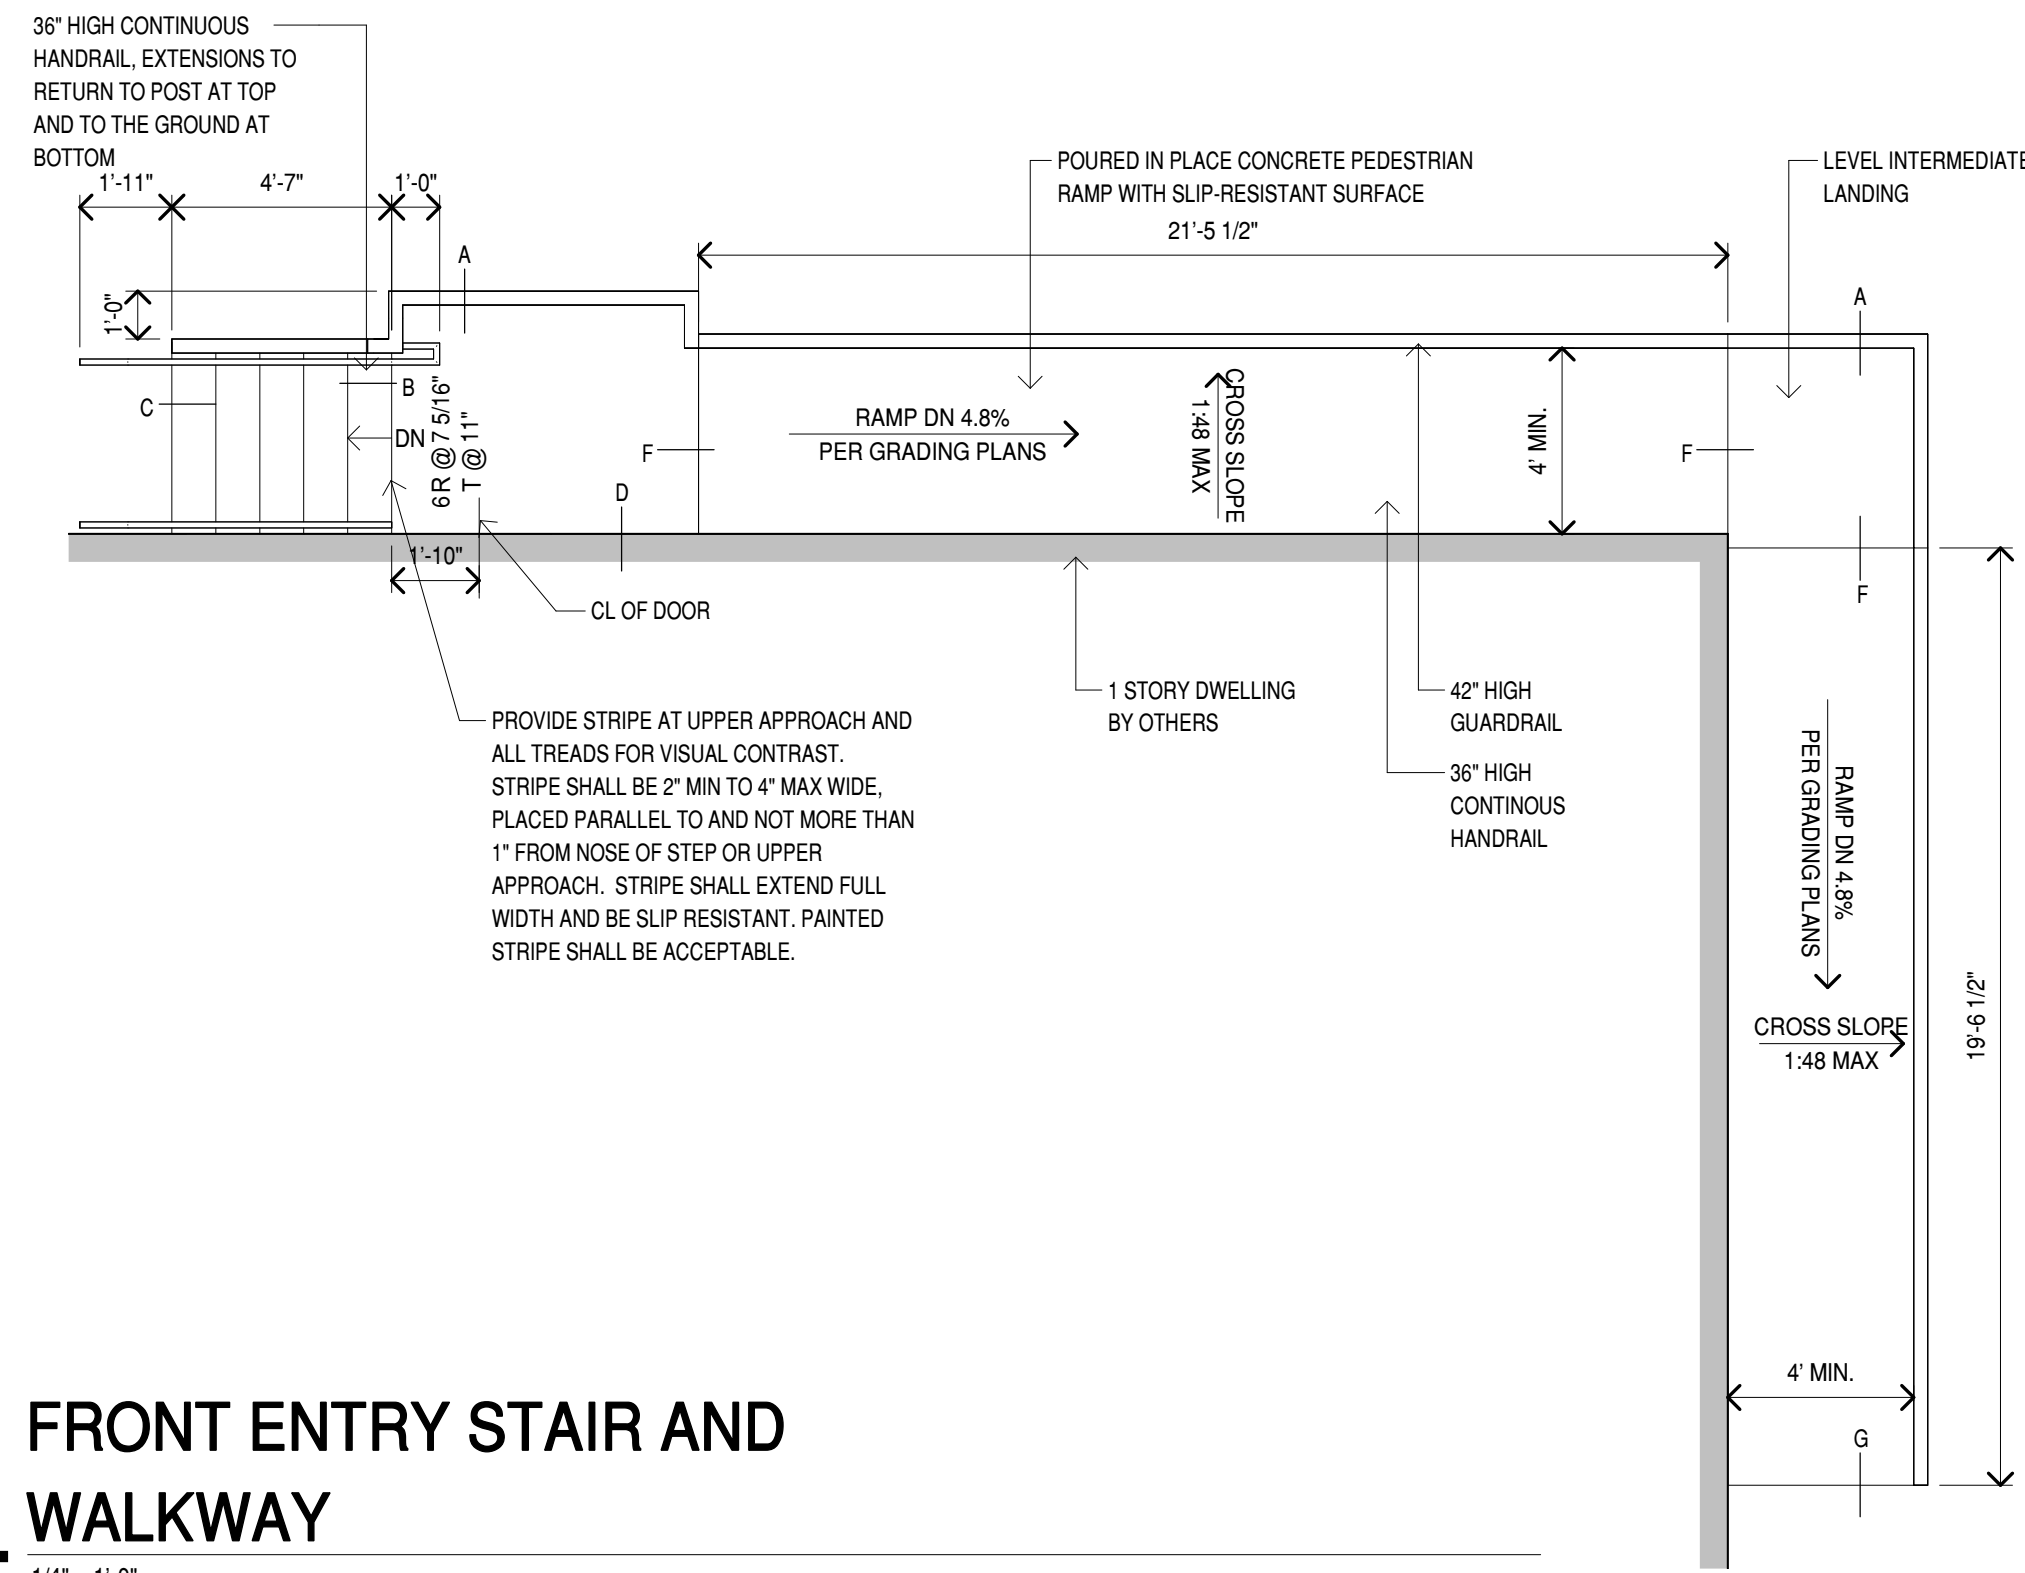 36" HIGH CONTINUOUS
HANDRAIL, EXTENSIONS TO
RETURN TO POST AT TOP
AND TO THE GROUND AT
BOTTOM
1'-11"
4'-7"
1'-0"
POURED IN PLACE CONCRETE PEDESTRIAN
RAMP WITH SLIP-RESISTANT SURFACE
21'-5 1/2"
LEVEL INTERMEDIATE
LANDING
A
A
1'-0"
B
C
DN
6R @ 7 5/16"
T @ 11"
F
D
RAMP DN 4.8%
PER GRADING PLANS
CROSS SLOPE
1:48 MAX
4' MIN.
F
F
1'-10"
CL OF DOOR
1 STORY DWELLING
BY OTHERS
42" HIGH
GUARDRAIL
36" HIGH
CONTINOUS
HANDRAIL
PROVIDE STRIPE AT UPPER APPROACH AND
ALL TREADS FOR VISUAL CONTRAST.
STRIPE SHALL BE 2" MIN TO 4" MAX WIDE,
PLACED PARALLEL TO AND NOT MORE THAN
1" FROM NOSE OF STEP OR UPPER
APPROACH. STRIPE SHALL EXTEND FULL
WIDTH AND BE SLIP RESISTANT. PAINTED
STRIPE SHALL BE ACCEPTABLE.
RAMP DN 4.8%
PER GRADING PLANS
CROSS SLOPE
1:48 MAX
19'-6 1/2"
4' MIN.
G
FRONT ENTRY STAIR AND
WALKWAY